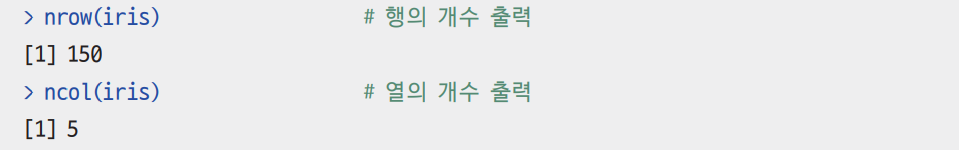 > nrow(iris) # 행의 개수 출력
[1] 150
> ncol(iris) # 열의 개수 출력
[1] 5